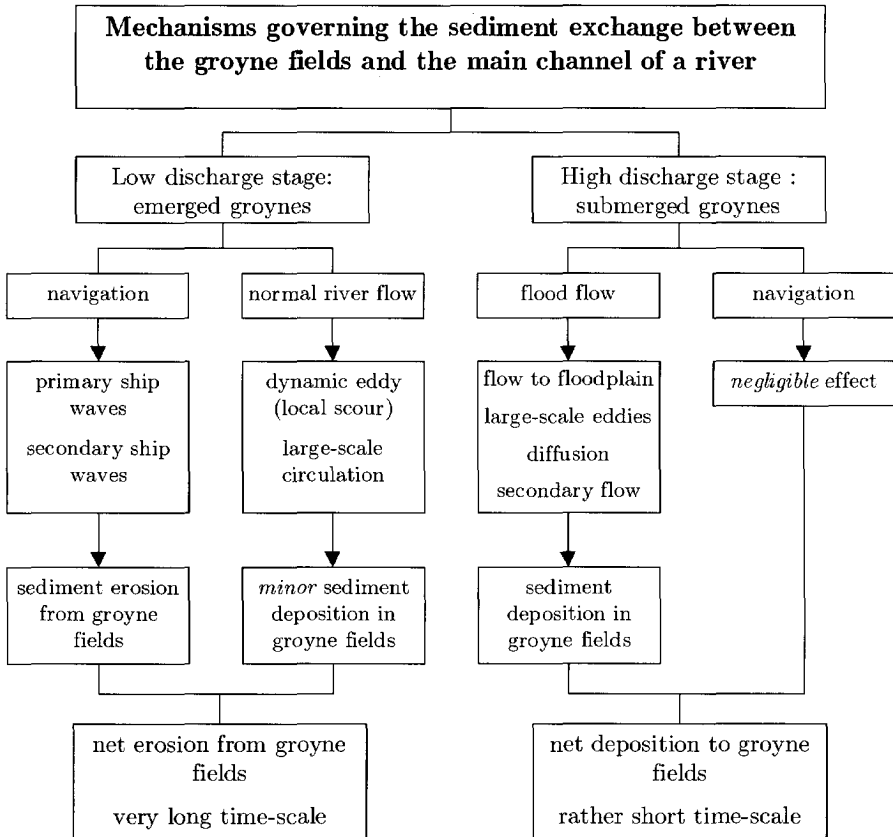 Mechanisms governing the sediment exchange between
the groyne fields and the main channel of a river
Low discharge stage:
emerged groynes
High discharge stage :
submerged groynes
navigation
normal river flow
flood flow
navigation
primary ship
waves
secondary ship
waves
dynamic eddy
(local scour)
large-scale
circulation
flow to floodplain
large-scale eddies
diffusion
secondary flow
negligible effect
sediment erosion
from groyne
fields
minor sediment
deposition in
groyne fields
sediment
deposition in
groyne fields
net erosion from groyne
fields
very long time-scale
net deposition to groyne
fields
rather short time-scale